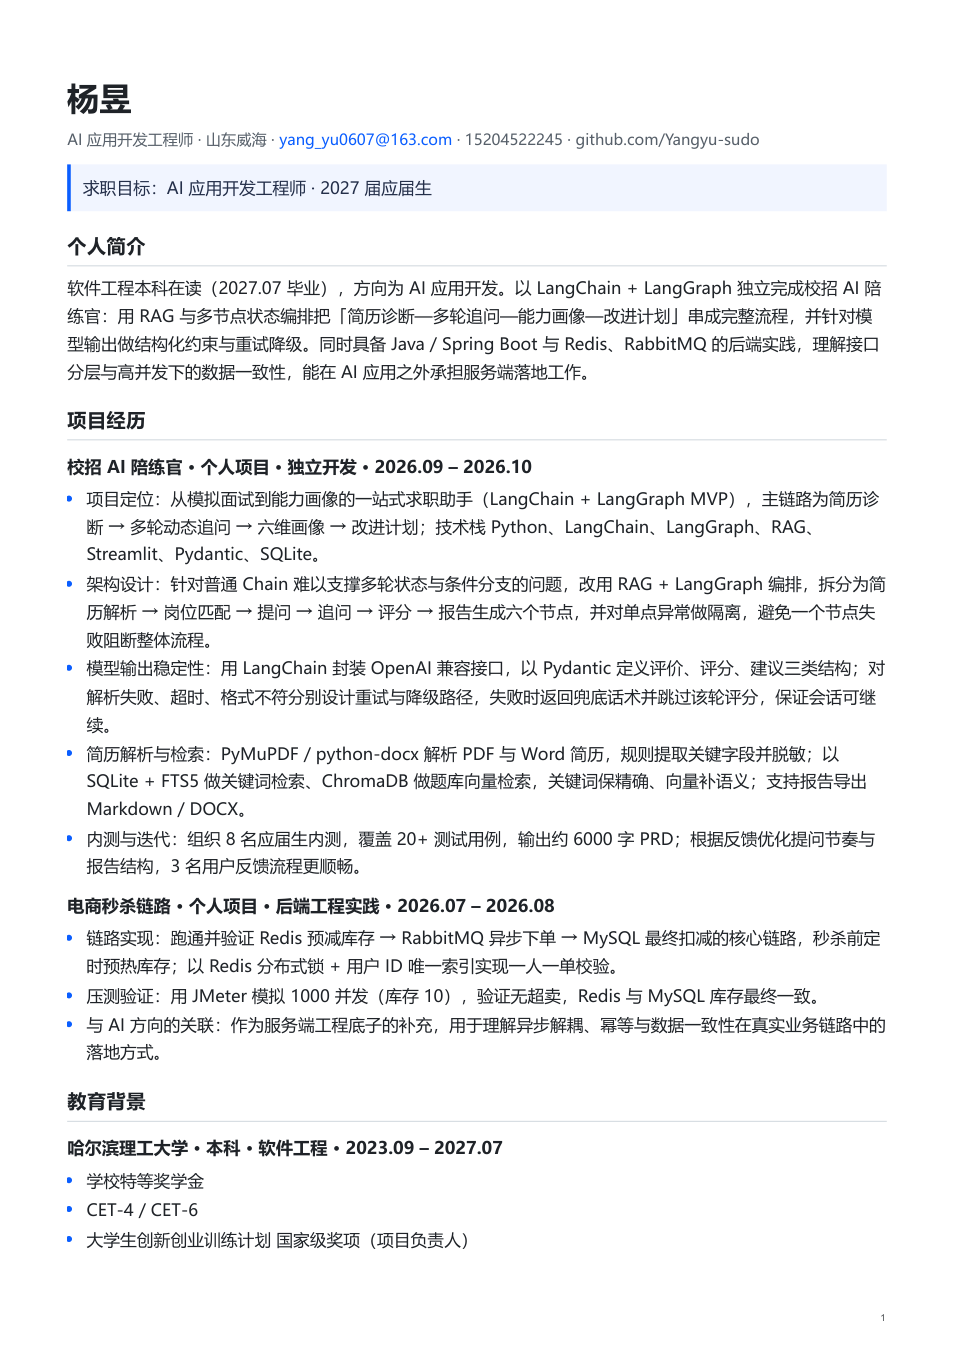 杨昱
AI 应用开发工程师 · 山东威海 · yang_yu0607@163.com · 15204522245 · github.com/Yangyu-sudo
求职目标：AI 应用开发工程师 · 2027 届应届生
个人简介
软件工程本科在读（2027.07 毕业），方向为 AI 应用开发。以 LangChain + LangGraph 独立完成校招 AI 陪
练官：用 RAG 与多节点状态编排把「简历诊断—多轮追问—能力画像—改进计划」串成完整流程，并针对模
型输出做结构化约束与重试降级。同时具备 Java / Spring Boot 与 Redis、RabbitMQ 的后端实践，理解接口
分层与高并发下的数据一致性，能在 AI 应用之外承担服务端落地工作。
项目经历
校招 AI 陪练官 • 个人项目 • 独立开发 • 2026.09 – 2026.10
• 项目定位：从模拟面试到能力画像的一站式求职助手（LangChain + LangGraph MVP），主链路为简历诊
断 → 多轮动态追问 → 六维画像 → 改进计划；技术栈 Python、LangChain、LangGraph、RAG、
Streamlit、Pydantic、SQLite。
• 架构设计：针对普通 Chain 难以支撑多轮状态与条件分支的问题，改用 RAG + LangGraph 编排，拆分为简
历解析 → 岗位匹配 → 提问 → 追问 → 评分 → 报告生成六个节点，并对单点异常做隔离，避免一个节点失
败阻断整体流程。
• 模型输出稳定性：用 LangChain 封装 OpenAI 兼容接口，以 Pydantic 定义评价、评分、建议三类结构；对
解析失败、超时、格式不符分别设计重试与降级路径，失败时返回兜底话术并跳过该轮评分，保证会话可继
续。
• 简历解析与检索：PyMuPDF / python-docx 解析 PDF 与 Word 简历，规则提取关键字段并脱敏；以
SQLite + FTS5 做关键词检索、ChromaDB 做题库向量检索，关键词保精确、向量补语义；支持报告导出
Markdown / DOCX。
• 内测与迭代：组织 8 名应届生内测，覆盖 20+ 测试用例，输出约 6000 字 PRD；根据反馈优化提问节奏与
报告结构，3 名用户反馈流程更顺畅。
电商秒杀链路 • 个人项目 • 后端工程实践 • 2026.07 – 2026.08
• 链路实现：跑通并验证 Redis 预减库存 → RabbitMQ 异步下单 → MySQL 最终扣减的核心链路，秒杀前定
时预热库存；以 Redis 分布式锁 + 用户 ID 唯一索引实现一人一单校验。
• 压测验证：用 JMeter 模拟 1000 并发（库存 10），验证无超卖，Redis 与 MySQL 库存最终一致。
• 与 AI 方向的关联：作为服务端工程底子的补充，用于理解异步解耦、幂等与数据一致性在真实业务链路中的
落地方式。
教育背景
哈尔滨理工大学 • 本科 • 软件工程 • 2023.09 – 2027.07
• 学校特等奖学金
• CET-4 / CET-6
• 大学生创新创业训练计划 国家级奖项（项目负责人）
1